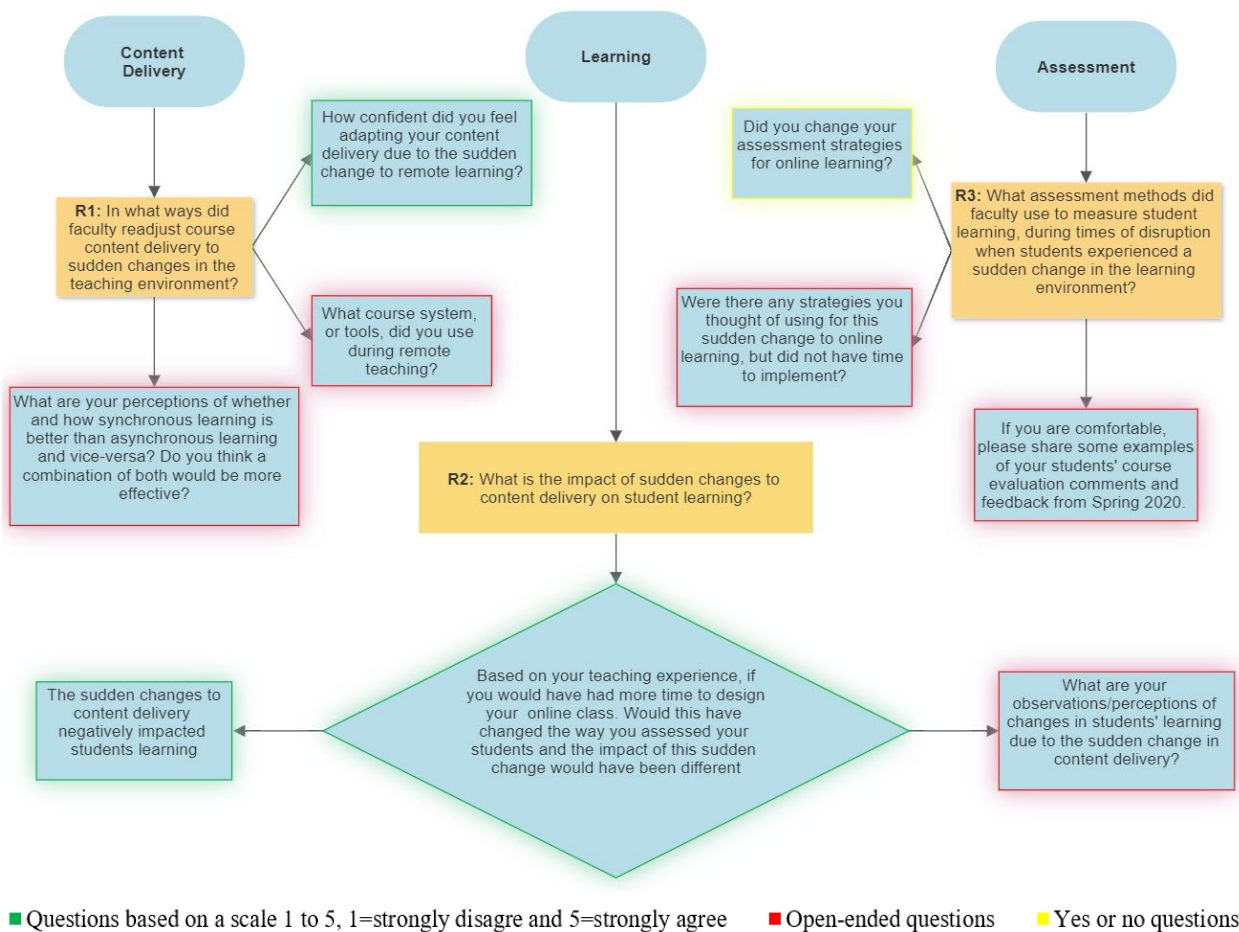 Content
Delivery
Learning
Assessment
How confident did you feel
adapting your content
delivery due to the sudden
change to remote learning?
Did you change your
assessment strategies
for online learning?
R1: In what ways did
faculty readjust course
content delivery to
sudden changes in the
teaching environment?
R3: What assessment methods did
faculty use to measure student
learning, during times of disruption
when students experienced a
sudden change in the learning
environment?
What course system,
or tools, did you use
during remote
teaching?
Were there any strategies you
thought of using for this
sudden change to online
learning, but did not have time
to implement?
What are your perceptions of whether
and how synchronous learning is
better than asynchronous learning
and vice-versa? Do you think a
combination of both would be more
effective?
If you are comfortable,
please share some examples
of your students' course
evaluation comments and
feedback from Spring 2020.
R2: What is the impact of sudden changes to
content delivery on student learning?
The sudden changes to
content delivery
negatively impacted
students learning
Based on your teaching experience, if
you would have had more time to design
your online class. Would this have
changed the way you assessed your
students and the impact of this sudden
change would have been different
What are your
observations/perceptions of
changes in students' learning
due to the sudden change in
content delivery?
Questions based on a scale 1 to 5, 1=strongly disagre and 5=strongly agree
Open-ended questions
Yes or no questions